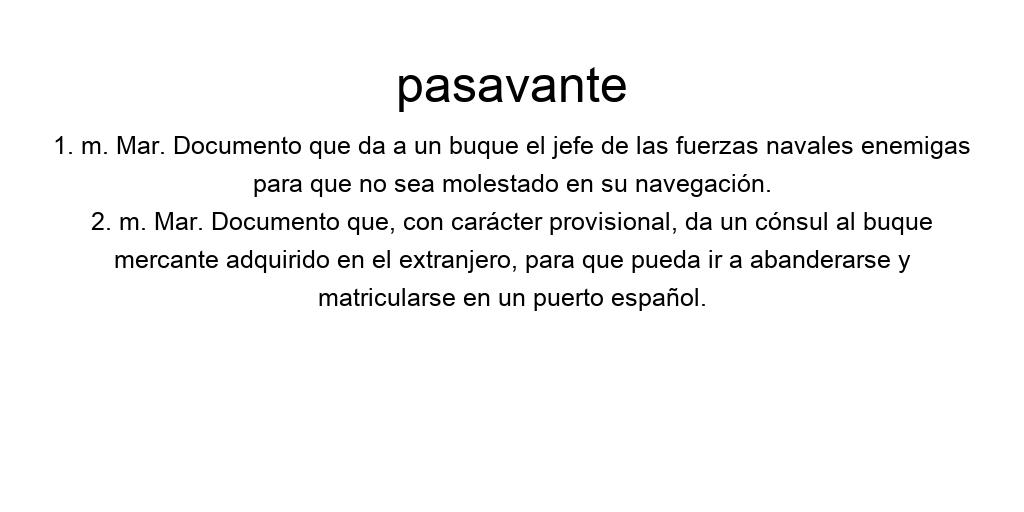 pasavante
1. m. Mar. Documento que da a un buque el jefe de las fuerzas navales enemigas
para que no sea molestado en su navegación.
2. m. Mar. Documento que, con carácter provisional, da un cónsul al buque
mercante adquirido en el extranjero, para que pueda ir a abanderarse y
matricularse en un puerto español.